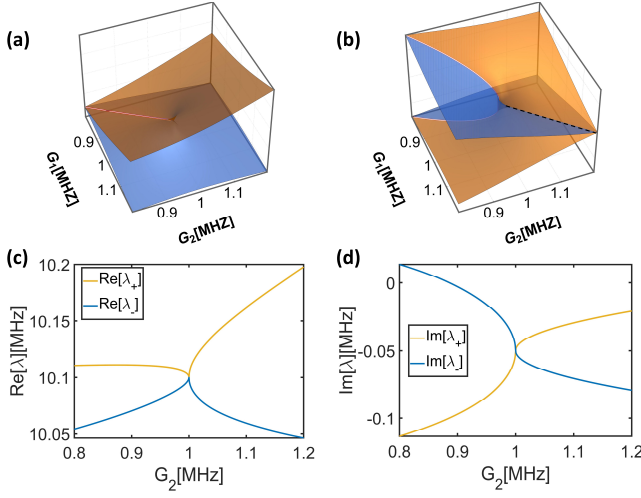 (a)
(b)
0.9
1
1.1
G1[MHZ]
0.9
1
1.1
G2[MHZ]
0.9
1
1.1
G1[MHZ]
0.9
1
1.1
G2[MHZ]
(c)
(d)
10.2
10.15
10.1
10.05
Re[λ][MHz]
Re[λ+]
Re[λ-]
0.8
0.9
1
1.1
1.2
G2[MHz]
0
-0.05
-0.1
Im[λ][MHz]
Im[λ+]
Im[λ-]
0.8
0.9
1
1.1
1.2
G2[MHz]